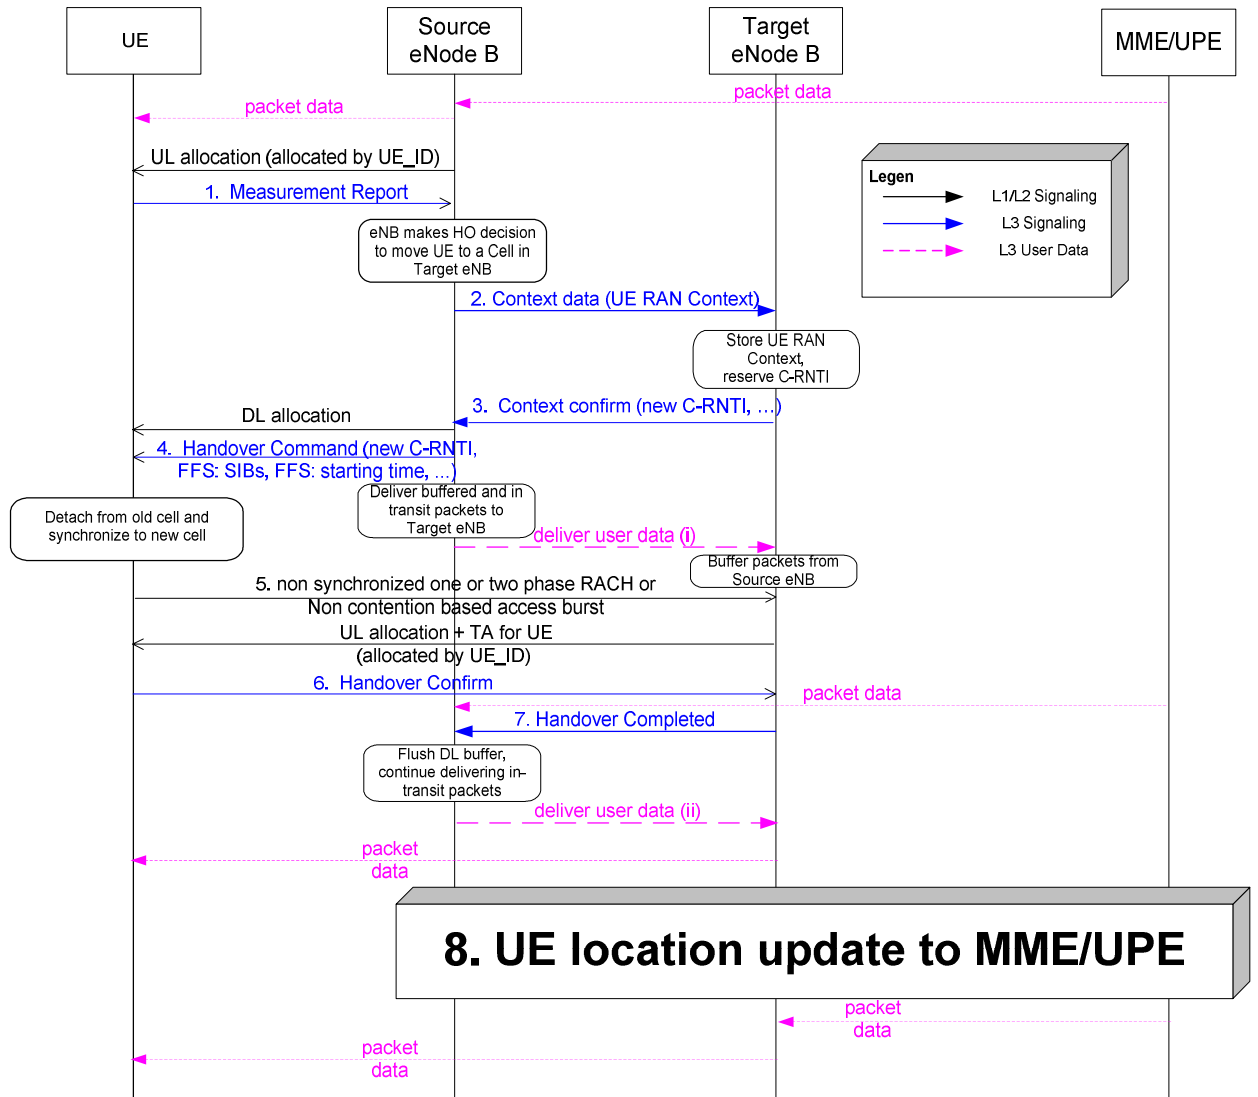 UE
Source
eNode B
Target
eNode B
MME/UPE
packet data
packet data
UL allocation (allocated by UE_ID)
1. Measurement Report
Legen
L1/L2 Signaling
L3 Signaling
L3 User Data
eNB makes HO decision
to move UE to a Cell in
Target eNB
2. Context data (UE RAN Context)
Store UE RAN
Context,
reserve C-RNTI
3. Context confirm (new C-RNTI, ...)
DL allocation
4. Handover Command (new C-RNTI,
FFS: SIBs, FFS: starting time, ...)
Deliver buffered and in
transit packets to
Target eNB
Detach from old cell and
synchronize to new cell
deliver user data (i)
Buffer packets from
Source eNB
5. non synchronized one or two phase RACH or
Non contention based access burst
UL allocation + TA for UE
(allocated by UE_ID)
6. Handover Confirm
packet data
7. Handover Completed
Flush DL buffer,
continue delivering in-
transit packets
deliver user data (ii)
packet
data
8. UE location update to MME/UPE
packet
data
packet
data